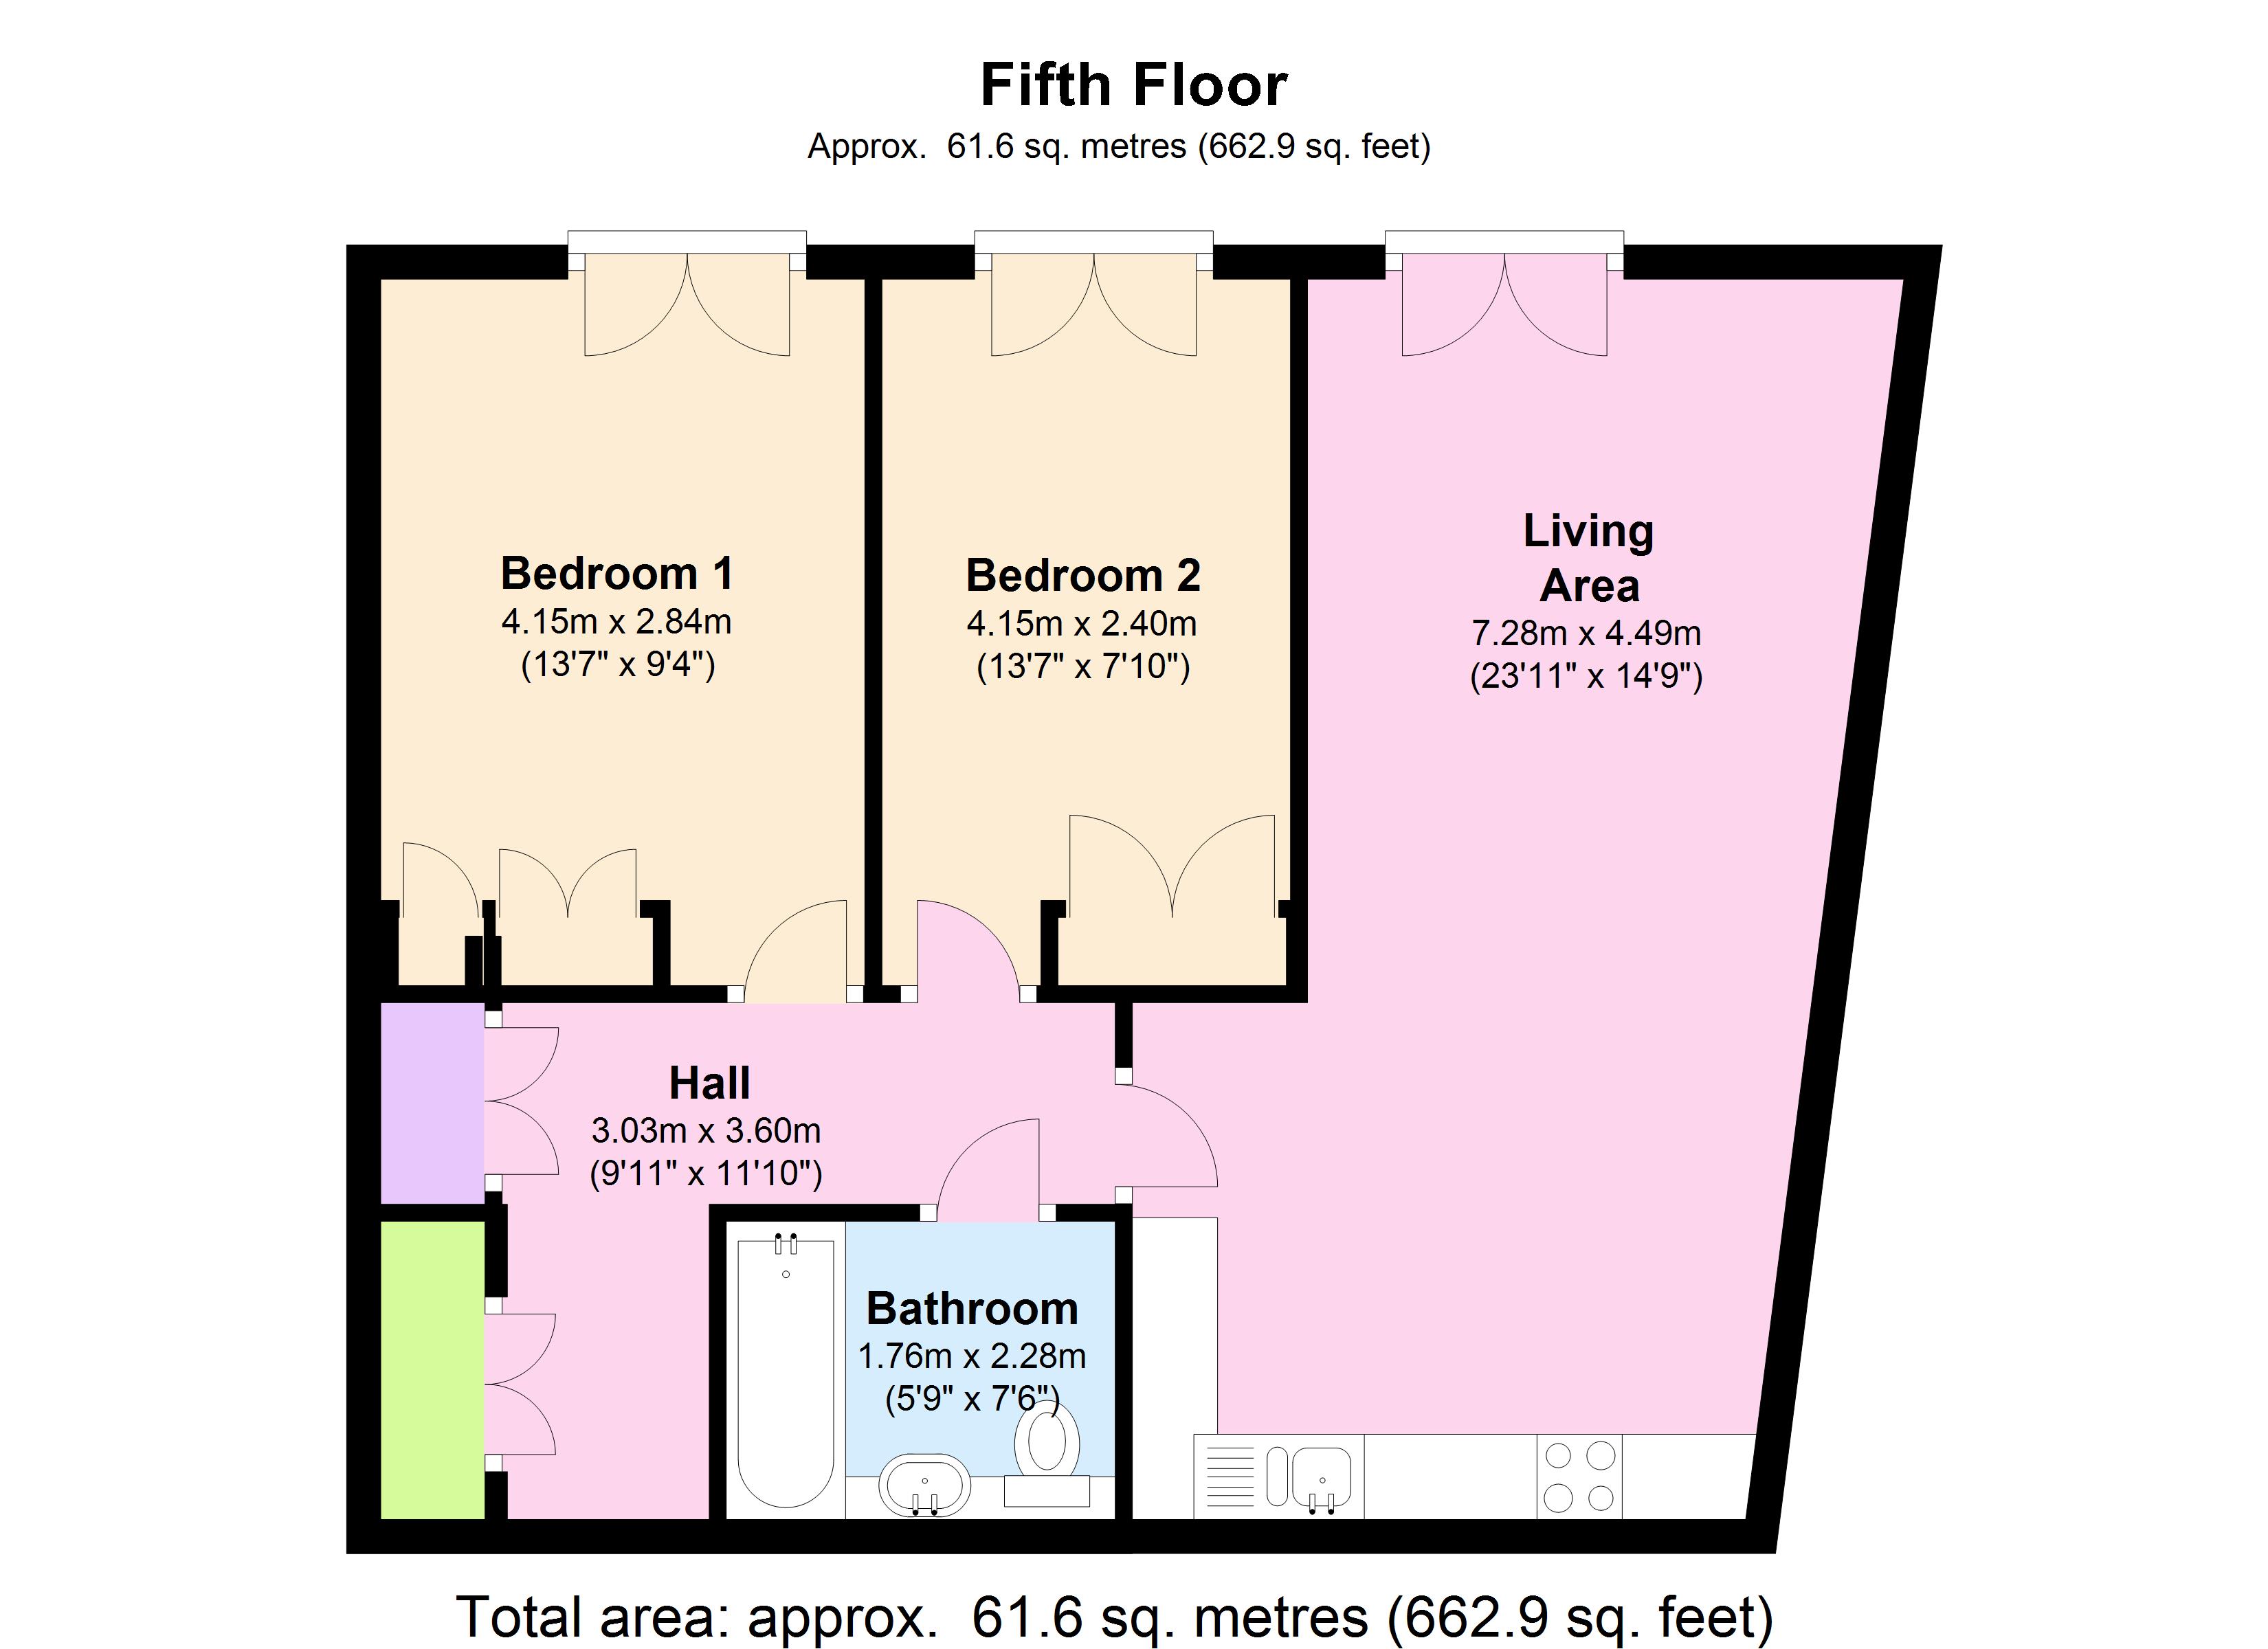 Fifth Floor
Approx. 61.6 sq. metres (662.9 sq. feet)
Bedroom 1
4.15m x 2.84m
(13'7" x 9'4")
Bedroom 2
4.15m x 2.40m
(13'7" x 7'10")
Living
Area
7.28m x 4.49m
(23'11" x 14'9")
Hall
3.03m x 3.60m
(9'11" x 11'10")
Bathroom
1.76m x 2.28m
(5'9" x 7'6")
Total area: approx. 61.6 sq. metres (662.9 sq. feet)